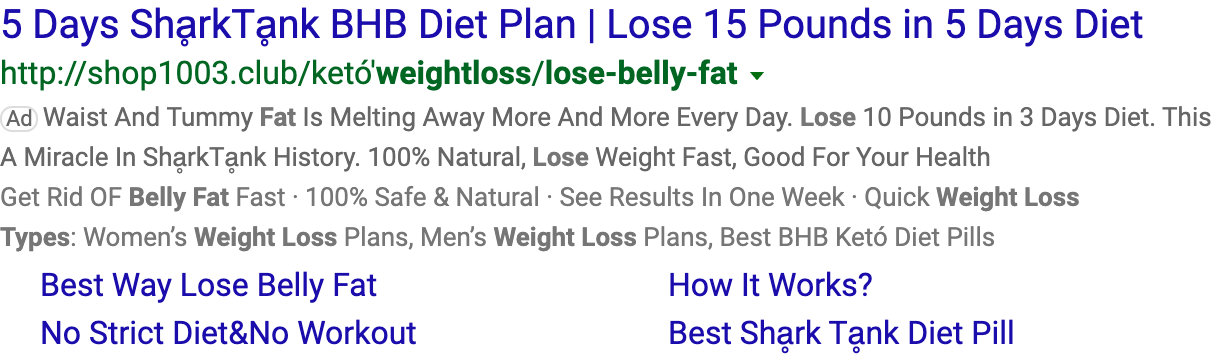 5 Days Shḁrk​Tḁnk BHB Diet Plan | Lose 15 Pounds in 5 Days Diet
http://shop1003.club/ketó'weightloss/lose-belly-fat
Ad Waist And Tummy Fat Is Melting Away More And More Every Day. Lose 10 Pounds in 3 Days Diet. This
A Miracle In ShḁrkTḁnk History. 100% Natural, Lose Weight Fast, Good For Your Health
Get Rid OF Belly Fat Fast · 100% Safe & Natural · See Results In One Week · Quick Weight Loss
Types: Women’s Weight Loss Plans, Men’s Weight Loss Plans, Best BHB Ketó Diet Pills
Best Way Lose Belly Fat
How It Works?
No Strict Diet&No Workout
Best Shḁrk Tḁnk Diet Pill